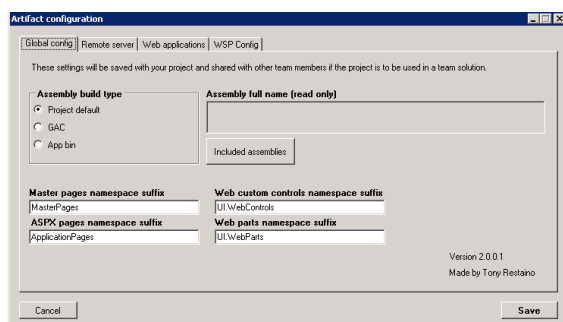 Artifact configuration
Global config Remote server Web applications WSP Config
These settings will be saved with your project and shared with other team members if the project is to be used in a team solution.
Assembly build type
Project default
GAC
App bin
Assembly full name (read only)
Included assemblies
Master pages namespace suffix
MasterPages
Web custom controls namespace suffix
UI.WebControls
ASPX pages namespace suffix
ApplicationPages
Web parts namespace suffix
UI.WebParts
Version 2.0.0.1
Made by Tony Restaino
Cancel
Save